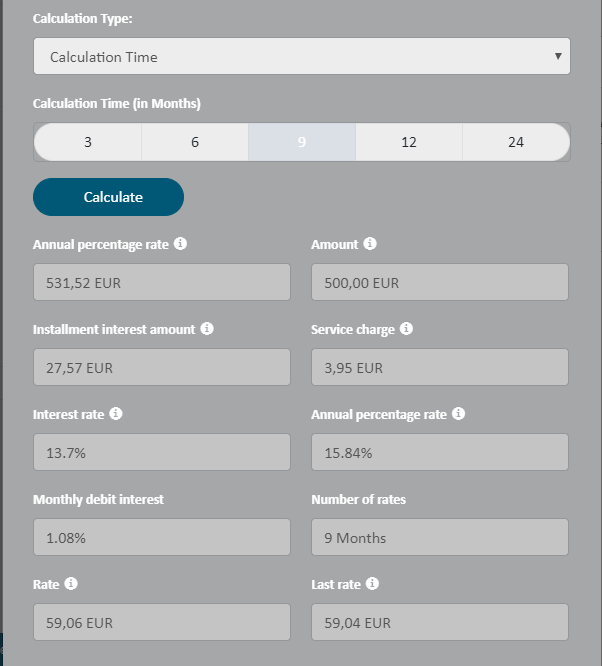 Calculation Type:
Calculation Time
Calculation Time (in Months)
3 6 9 12 24
Calculate
Annual percentage rate Amount
531,52 EUR 500,00 EUR
Installment interest amount Service charge
27,57 EUR 3,95 EUR
Interest rate Annual percentage rate
13.7% 15.84%
Monthly debit interest Number of rates
1.08% 9 Months
Rate Last rate
59,06 EUR 59,04 EUR